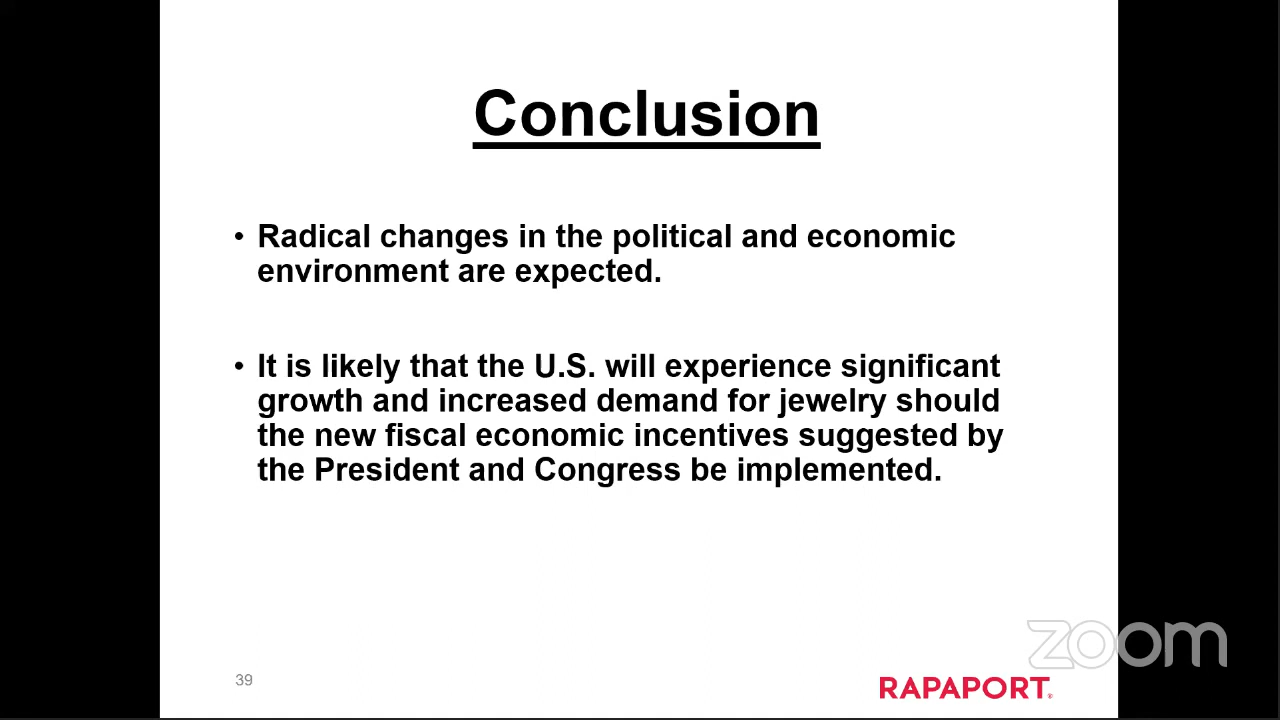 Conclusion
• Radical changes in the political and economic
environment are expected.
• It is likely that the U.S. will experience significant
growth and increased demand for jewelry should
the new fiscal economic incentives suggested by
the President and Congress be implemented.
zoom
39
RAPAPORT®